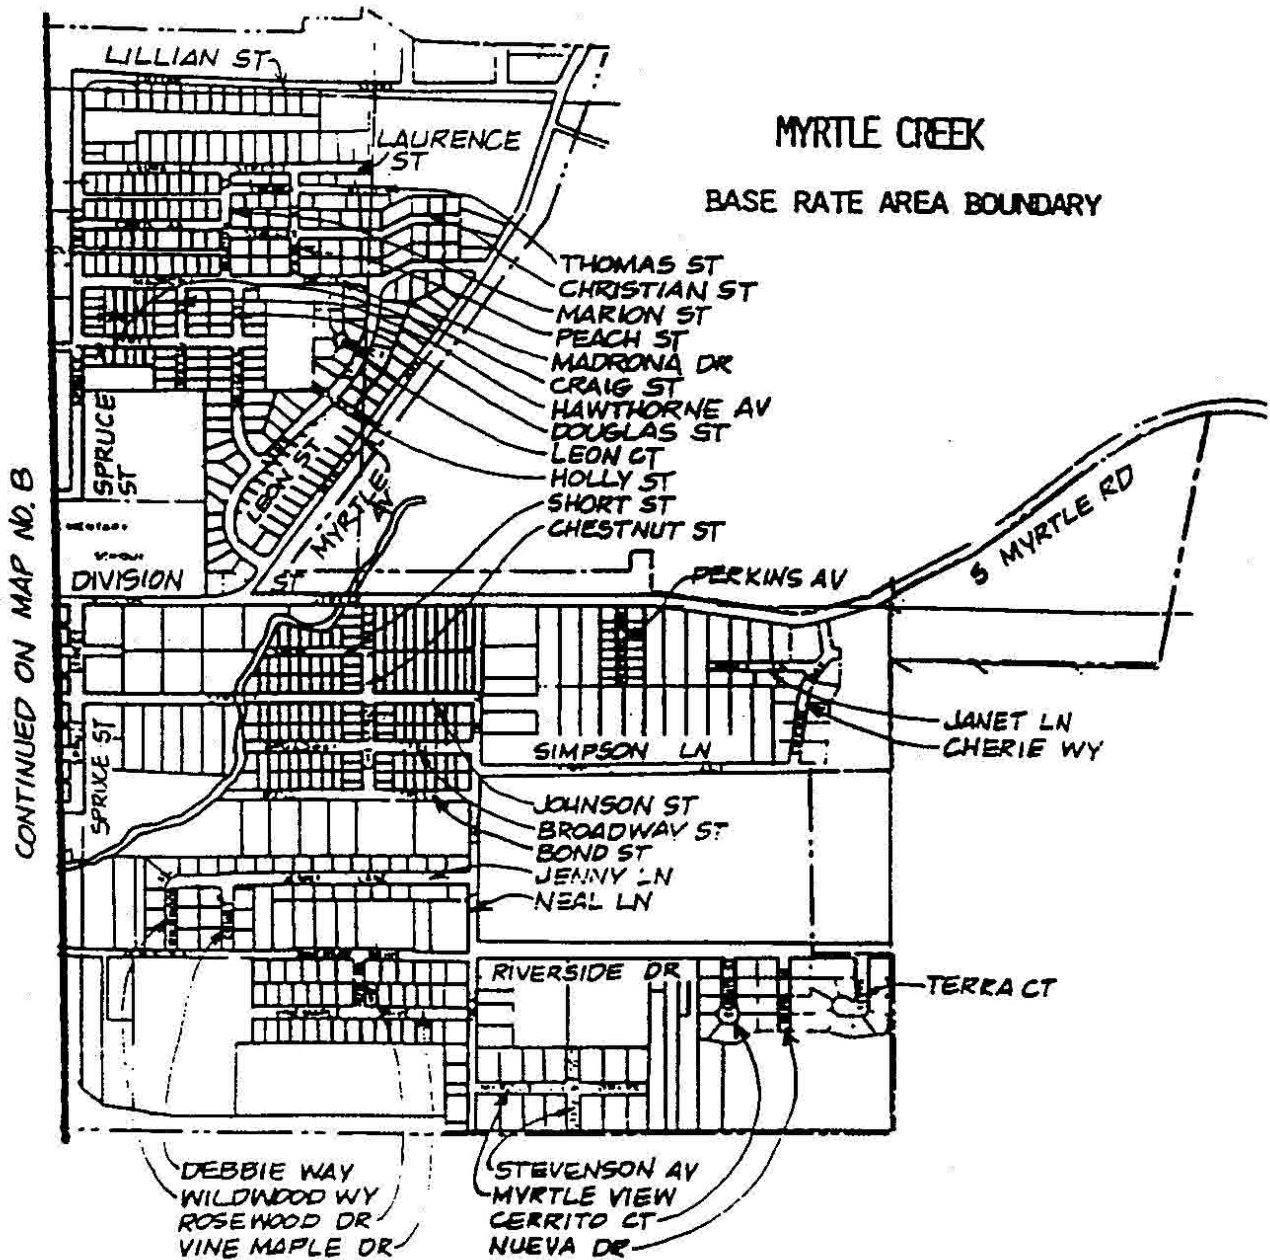 MYRTLE CREEK
BASE RATE AREA BOUNDARY
LILLIAN ST
LAURENCE
ST
THOMAS ST
CHRISTIAN ST
MARION ST
PEACH ST
MADRONA DR
CRAIG ST
HAWTHORNE AV
DOUGLAS ST
LEON CT
HOLLY ST
SHORT ST
CHESTNUT ST
SPRUCE
ST
LEON ST
MYRTLE
AV
S MYRTLE RD
DIVISION ST
PERKINS AV
CONTINUED ON MAP NO. B
JANET LN
CHERIE WY
SIMPSON LN
SPRUCE ST
JOHNSON ST
BROADWAY ST
BOND ST
JENNY LN
NEAL LN
RIVERSIDE DR
TERRA CT
DEBBIE WAY
WILDWOOD WY
ROSEWOOD DR
VINE MAPLE DR
STEVENSON AV
MYRTLE VIEW
CERRITO CT
NUEVA DR